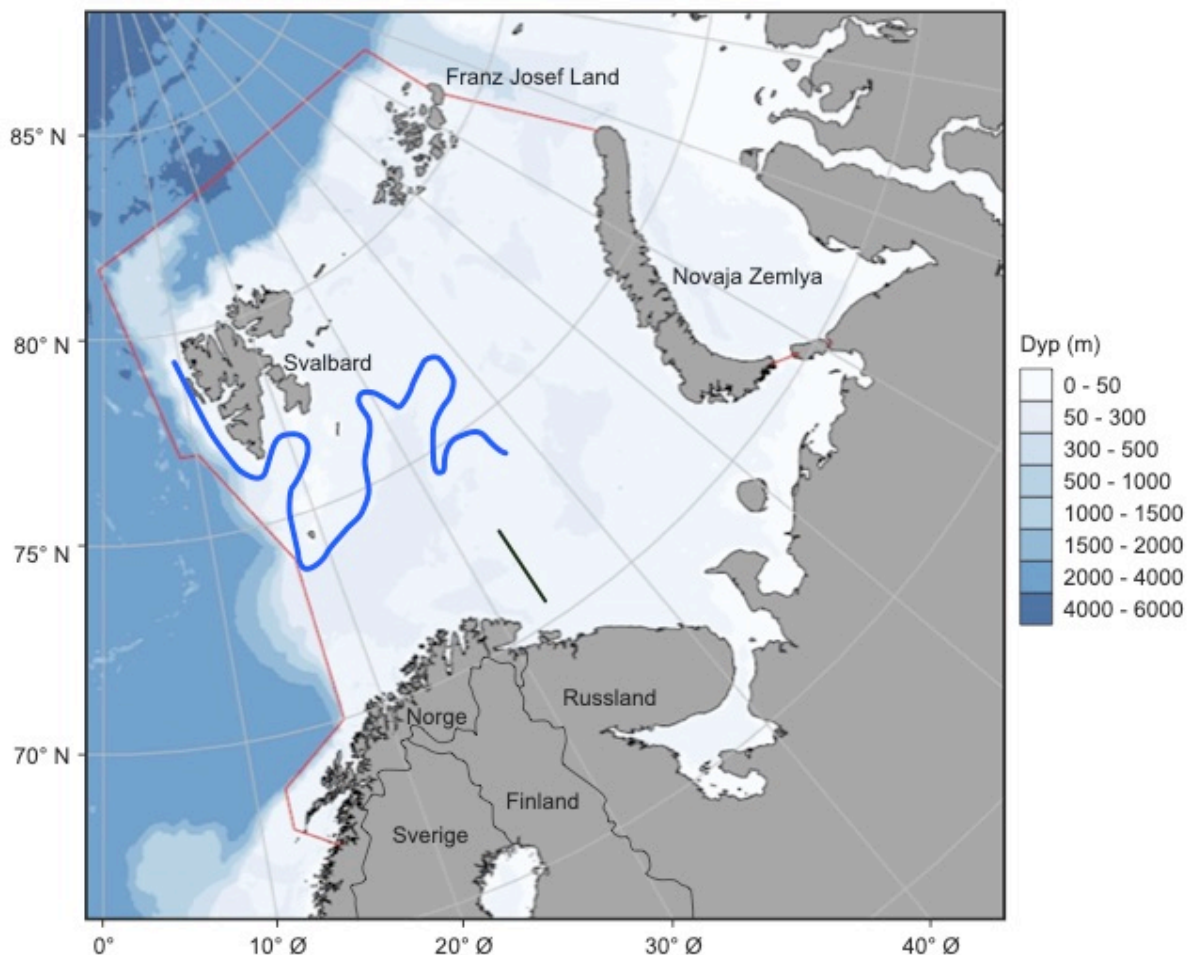 Franz Josef Land
85° N
Novaja Zemlya
80° N
Svalbard
Dyp (m)
0 - 50
50 - 300
300 - 500
500 - 1000
1000 - 1500
1500 - 2000
2000 - 4000
4000 - 6000
75° N
Russland
Norge
70° N
Finland
Sverige
0°
10° Ø
20° Ø
30° Ø
40° Ø